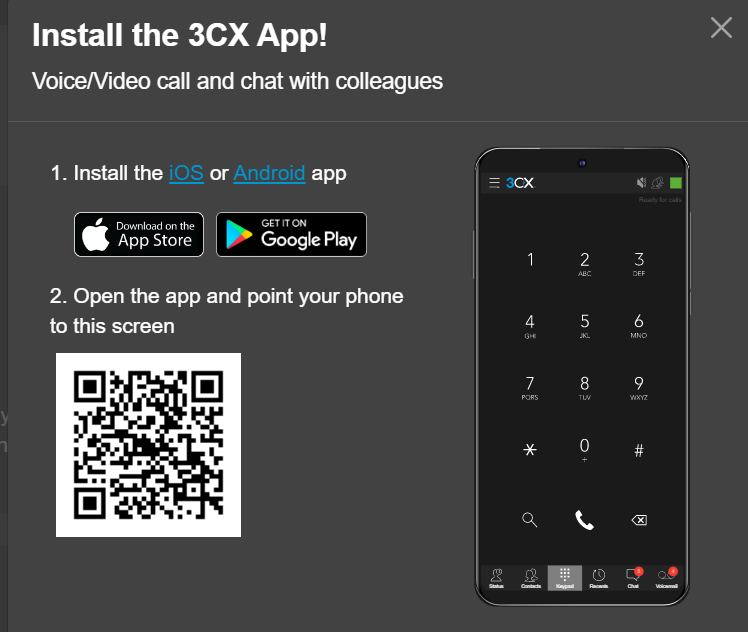 Install the 3CX App!
Voice/Video call and chat with colleagues
1. Install the iOS or Android app
Download on the
App Store
GET IT ON
Google Play
2. Open the app and point your phone
to this screen
3CX
Ready for calls
1 2 3
ABC DEF
4 5 6
GHI JKL MNO
7 8 9
PQRS TUV WXYZ
* 0 #
+
Status Contacts Keypad Recents Chat Voicemail